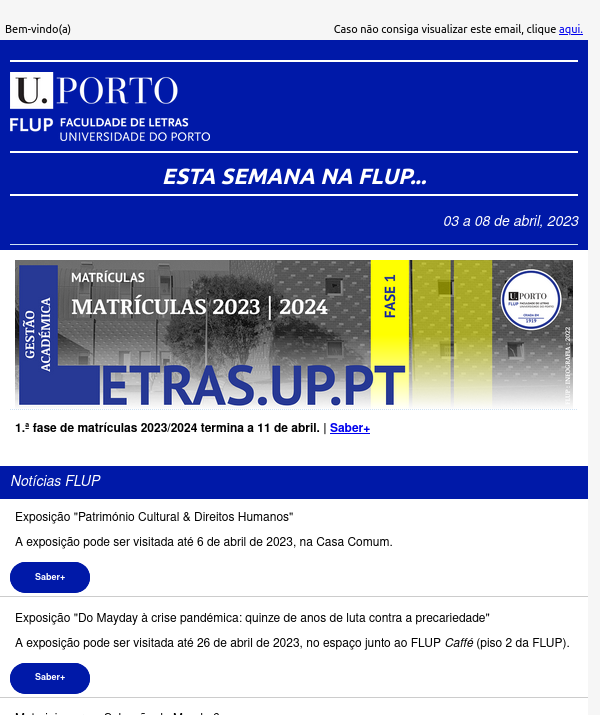 Bem-vindo(a)
Caso não consiga visualizar este email, clique aqui.
U.PORTO
FLUP FACULDADE DE LETRAS
UNIVERSIDADE DO PORTO
ESTA SEMANA NA FLUP...
03 a 08 de abril, 2023
GESTÃO
ACADÉMICA
MATRÍCULAS
MATRÍCULAS 2023 | 2024
ETRAS.UP.PT
FASE 1
U.PORTO
FLUP FACULDADE DE LETRAS
UNIVERSIDADE DO PORTO
1919
FLUP | INFOGRAFIA | 2022
1.ª fase de matrículas 2023/2024 termina a 11 de abril. | Saber+
Notícias FLUP
Exposição "Património Cultural & Direitos Humanos"
A exposição pode ser visitada até 6 de abril de 2023, na Casa Comum.
Saber+
Exposição "Do Mayday à crise pandémica: quinze de anos de luta contra a precariedade"
A exposição pode ser visitada até 26 de abril de 2023, no espaço junto ao FLUP Caffé (piso 2 da FLUP).
Saber+